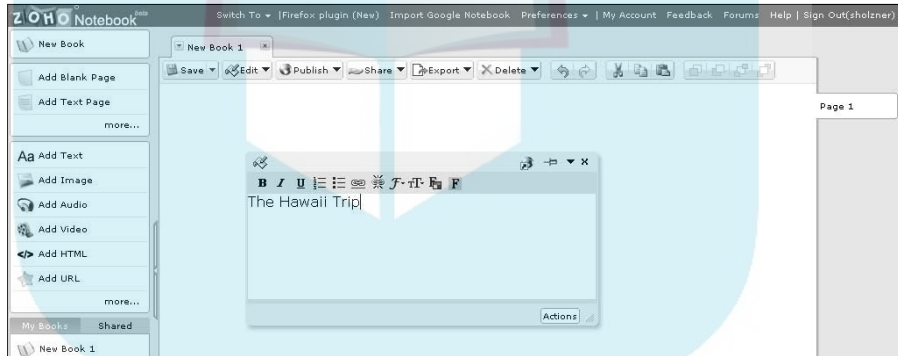 ZOHO Notebook beta Switch To | Firefox plugin (New) Import Google Notebook Preferences | My Account Feedback Forums Help | Sign Out(sholzner)
New Book
New Book 1
Save Edit Publish Share Export Delete
Add Blank Page
Add Text Page
Page 1
more...
Aa Add Text
Add Image
B I U F T F
The Hawaii Trip
Add Audio
Add Video
</> Add HTML
Add URL
more...
Actions
My Books Shared
New Book 1